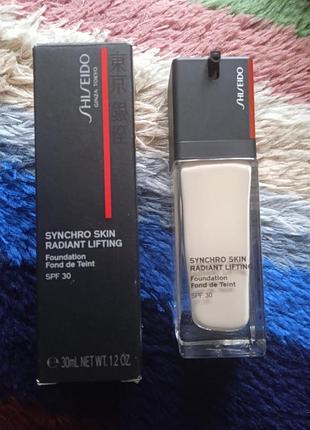 SHISEIDO
GINZA TOKYO
東京 銀座
SYNCHRO SKIN
RADIANT LIFTING
Foundation
Fond de Teint
SPF 30
℮ 30mL NET WT. 1.2 OZ.
SHISEIDO
SYNCHRO SKIN
RADIANT LIFTING
Foundation
Fond de Teint
SPF 30